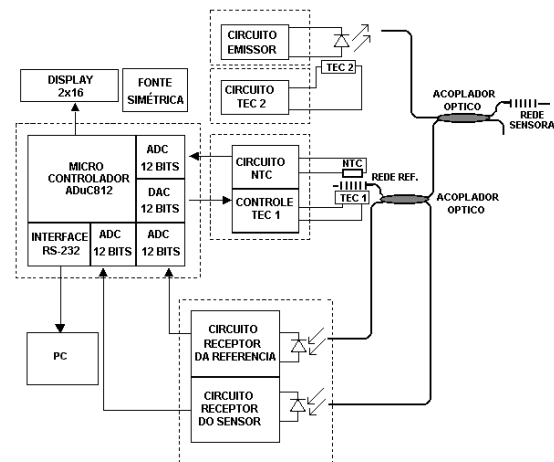 CIRCUITO
EMISSOR
TEC 2
CIRCUITO
TEC 2
DISPLAY
2x16
FONTE
SIMÉTRICA
ACOPLADOR
OPTICO
REDE
SENSORA
MICRO
CONTROLADOR
ADuC812
ADC
12 BITS
DAC
12 BITS
INTERFACE
RS-232
ADC
12 BITS
ADC
12 BITS
CIRCUITO
NTC
CONTROLE
TEC 1
NTC
REDE REF.
TEC 1
ACOPLADOR
OPTICO
PC
CIRCUITO
RECEPTOR
DA REFERENCIA
CIRCUITO
RECEPTOR
DO SENSOR